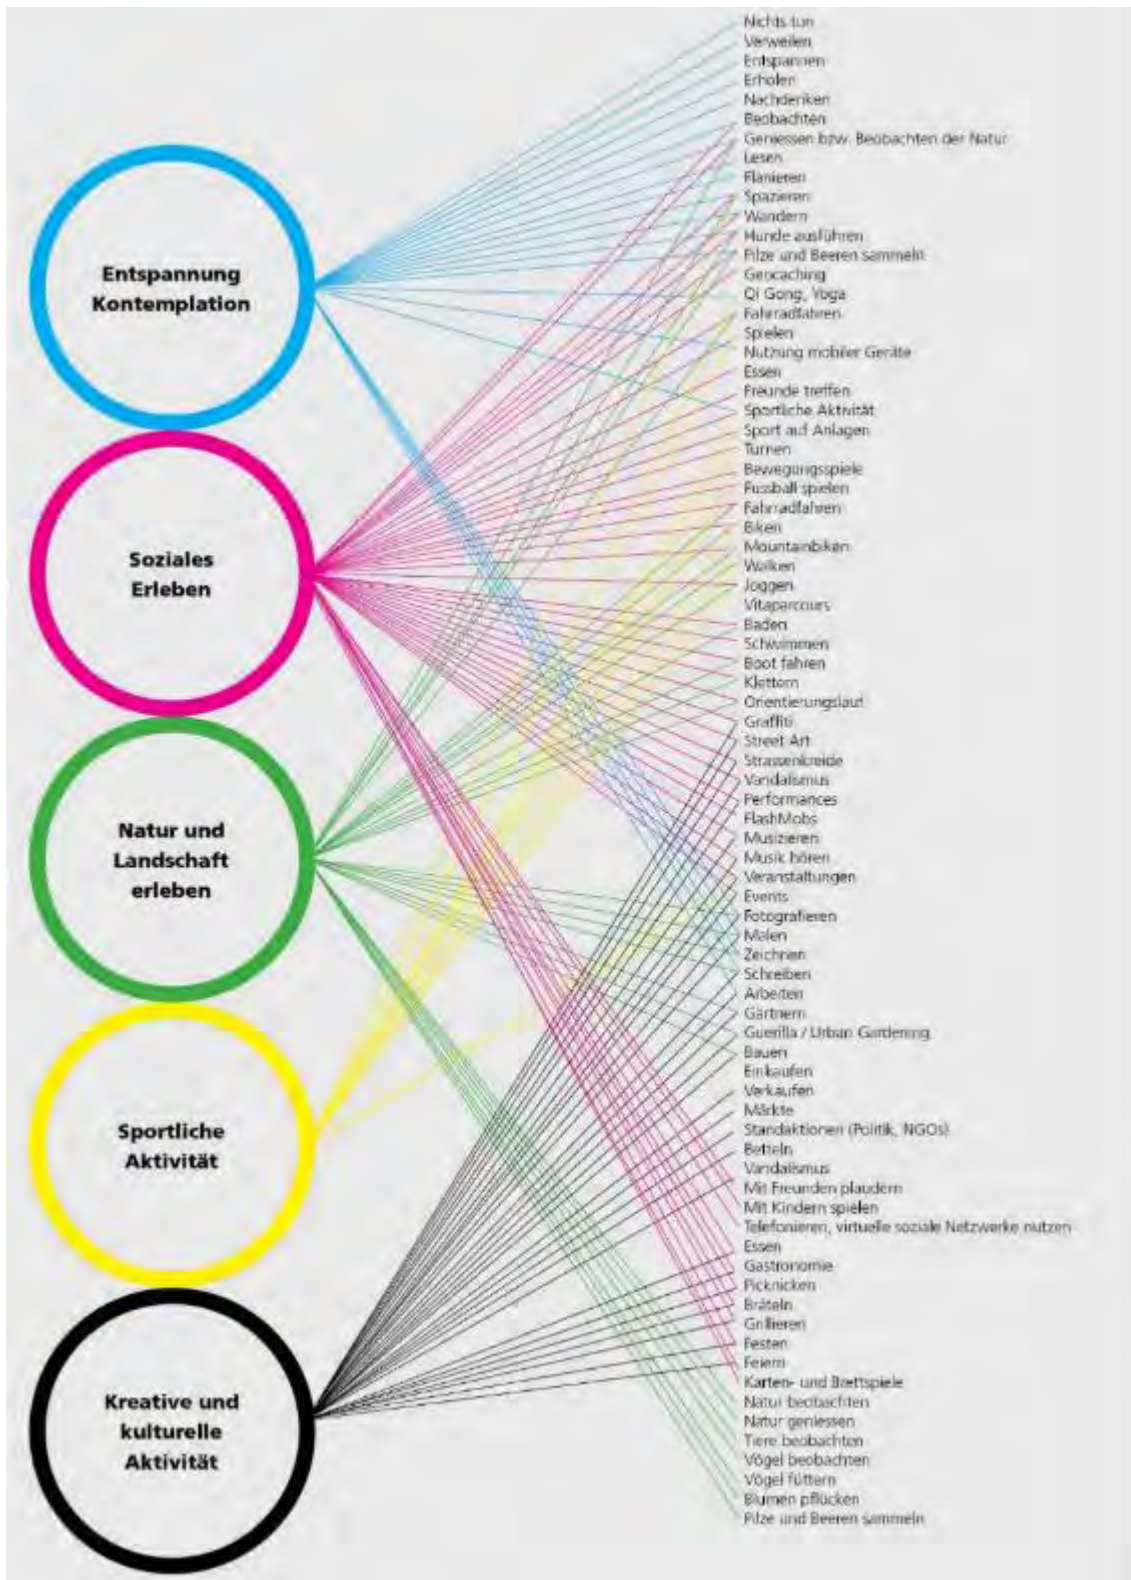 Entspannung
Kontemplation
Soziales
Erleben
Natur und
Landschaft
erleben
Sportliche
Aktivität
Kreative und
kulturelle
Aktivität
Nichts tun
Verweilen
Entspannen
Erholen
Nachdenken
Beobachten
Geniessen bzw. Beobachten der Natur
Lesen
Flanieren
Spazieren
Wandern
Hunde ausführen
Pilze und Beeren sammeln
Geocaching
Qi Gong, Yoga
Fahrradfahren
Spielen
Nutzung mobiler Geräte
Essen
Freunde treffen
Sportliche Aktivität
Sport auf Anlagen
Turnen
Bewegungsspiele
Fussball spielen
Fahrradfahren
Biken
Mountainbiken
Walken
Joggen
Vitaparcours
Baden
Schwimmen
Boot fahren
Klettern
Orientierungslauf
Graffiti
Street Art
Strassenkreide
Vandalismus
Performances
FlashMobs
Musizieren
Musik hören
Veranstaltungen
Events
Fotografieren
Malen
Zeichnen
Schreiben
Arbeiten
Gärtnern
Guerilla / Urban Gardening
Bauen
Einkaufen
Verkaufen
Märkte
Standaktionen (Politik, NGOs)
Betteln
Vandalismus
Mit Freunden plaudern
Mit Kindern spielen
Telefonieren, virtuelle soziale Netzwerke nutzen
Essen
Gastronomie
Picknicken
Bräteln
Grillieren
Festen
Feiern
Karten- und Brettspiele
Natur beobachten
Natur geniessen
Tiere beobachten
Vögel beobachten
Vögel füttern
Blumen pflücken
Pilze und Beeren sammeln